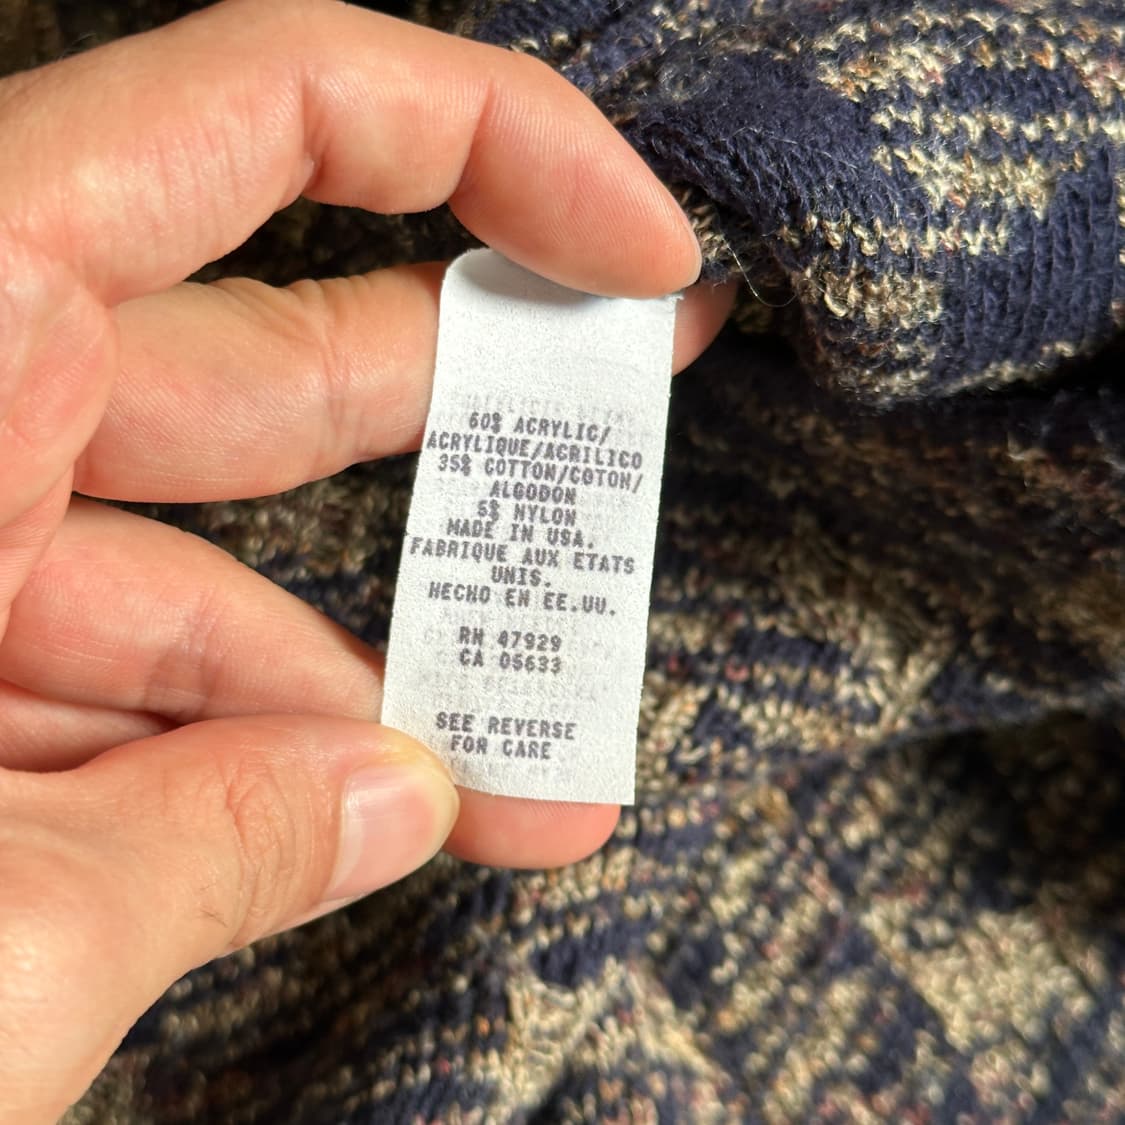 60% ACRYLIC/
ACRYLIQUE/ACRILICO
35% COTTON/COTON/
ALGODON
5% NYLON
MADE IN USA.
FABRIQUE AUX ETATS
UNIS.
HECHO EN EE.UU.
RN 47929
CA 05633
SEE REVERSE
FOR CARE